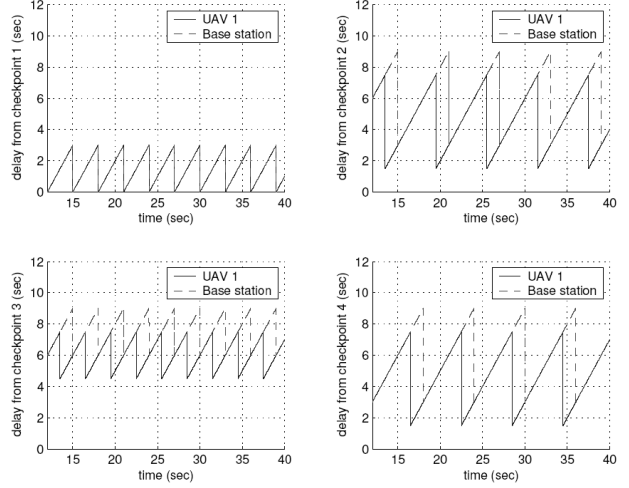 12
10
8
6
4
2
0
delay from checkpoint 1 (sec)
UAV 1
Base station
15 20 25 30 35 40
time (sec)
12
10
8
6
4
2
0
delay from checkpoint 2 (sec)
UAV 1
Base station
15 20 25 30 35 40
time (sec)
12
10
8
6
4
2
0
delay from checkpoint 3 (sec)
UAV 1
Base station
15 20 25 30 35 40
time (sec)
12
10
8
6
4
2
0
delay from checkpoint 4 (sec)
UAV 1
Base station
15 20 25 30 35 40
time (sec)